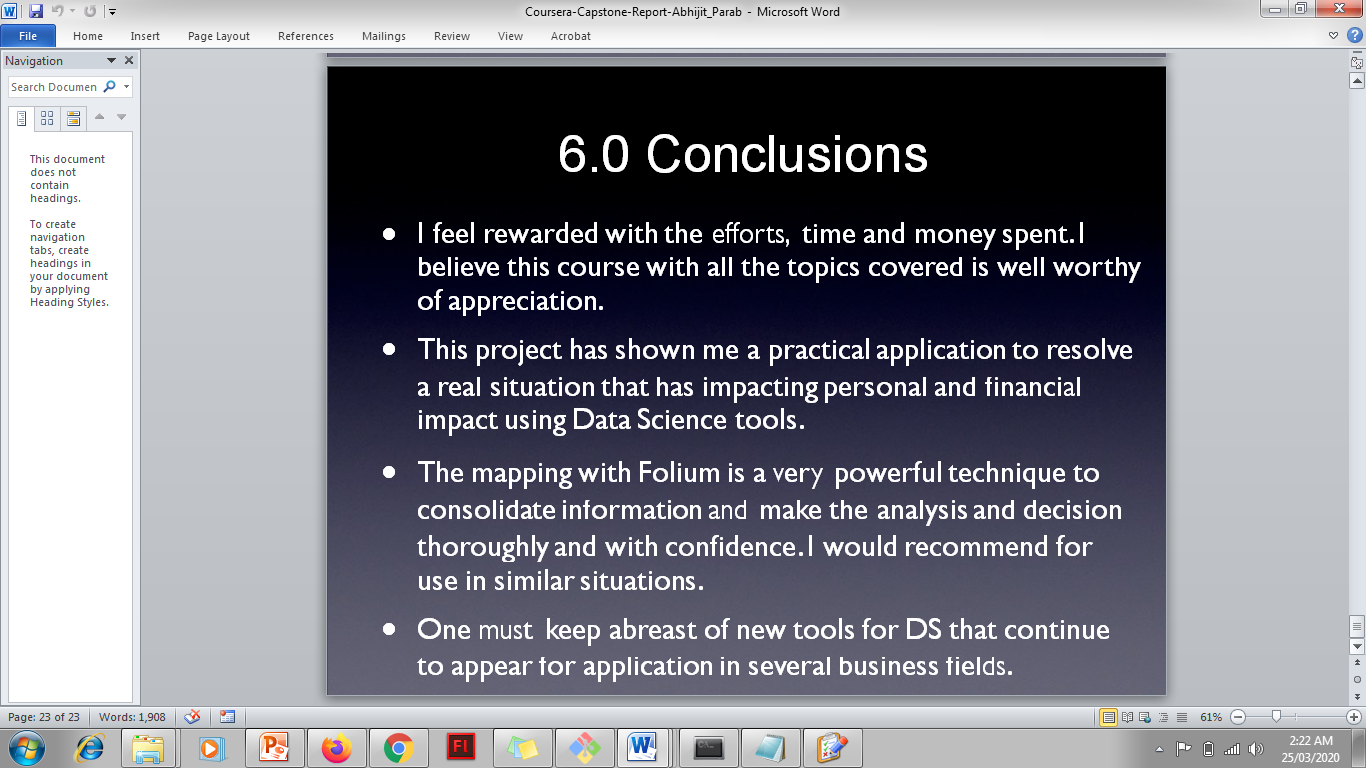 Coursera-Capstone-Report-Abhijit_Parab - Microsoft Word
File Home Insert Page Layout References Mailings Review View Acrobat
Navigation
Search Documen
This document
does not
contain
headings.
To create
navigation
tabs, create
headings in
your document
by applying
Heading Styles.
6.0 Conclusions
• I feel rewarded with the efforts, time and money spent. I
believe this course with all the topics covered is well worthy
of appreciation.
• This project has shown me a practical application to resolve
a real situation that has impacting personal and financial
impact using Data Science tools.
• The mapping with Folium is a very powerful technique to
consolidate information and make the analysis and decision
thoroughly and with confidence. I would recommend for
use in similar situations.
• One must keep abreast of new tools for DS that continue
to appear for application in several business fields.
Page: 23 of 23 Words: 1,908 61%
2:22 AM
25/03/2020